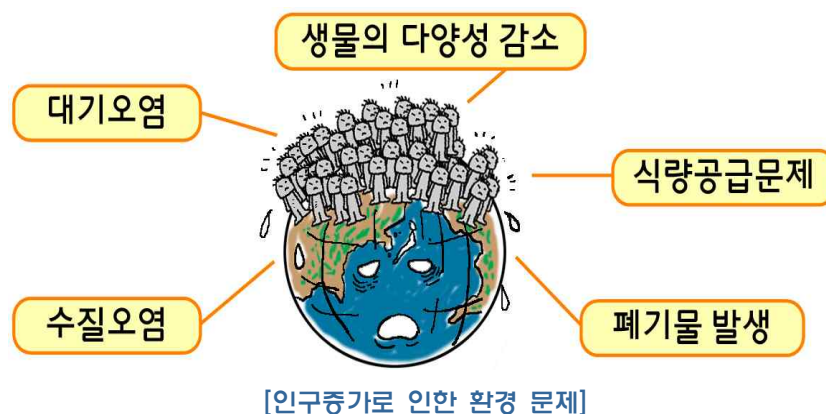 생물의 다양성 감소
대기오염
식량공급문제
수질오염
폐기물 발생
[인구증가로 인한 환경 문제]